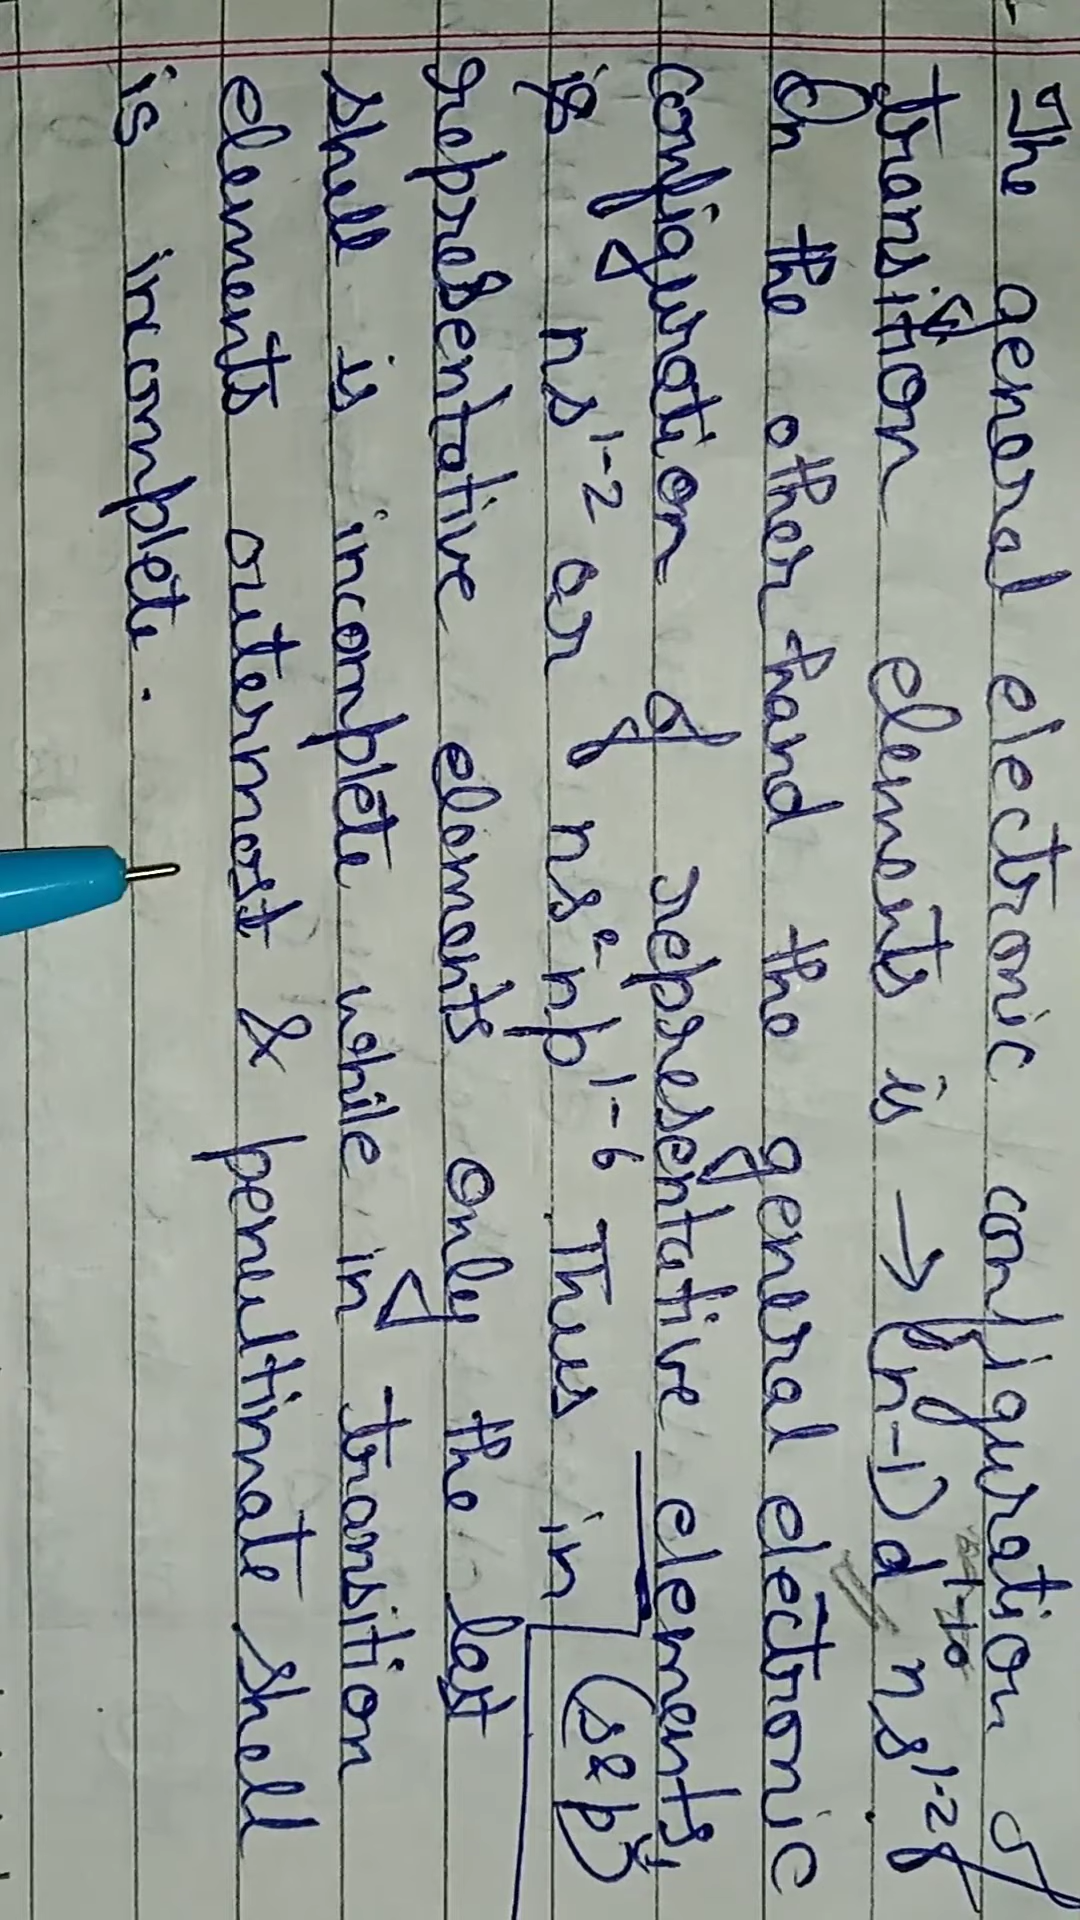 The general electronic configuration of
transition elements is → (n-1)d¹⁻¹⁰ ns¹⁻²
On the other hand the general electronic
configuration of representative elements
is ns¹⁻² or ns² np¹⁻⁶. Thus in (s&p)
representative elements only the last
shell is incomplete while in transition
elements outermost & penultimate shell
is incomplete.